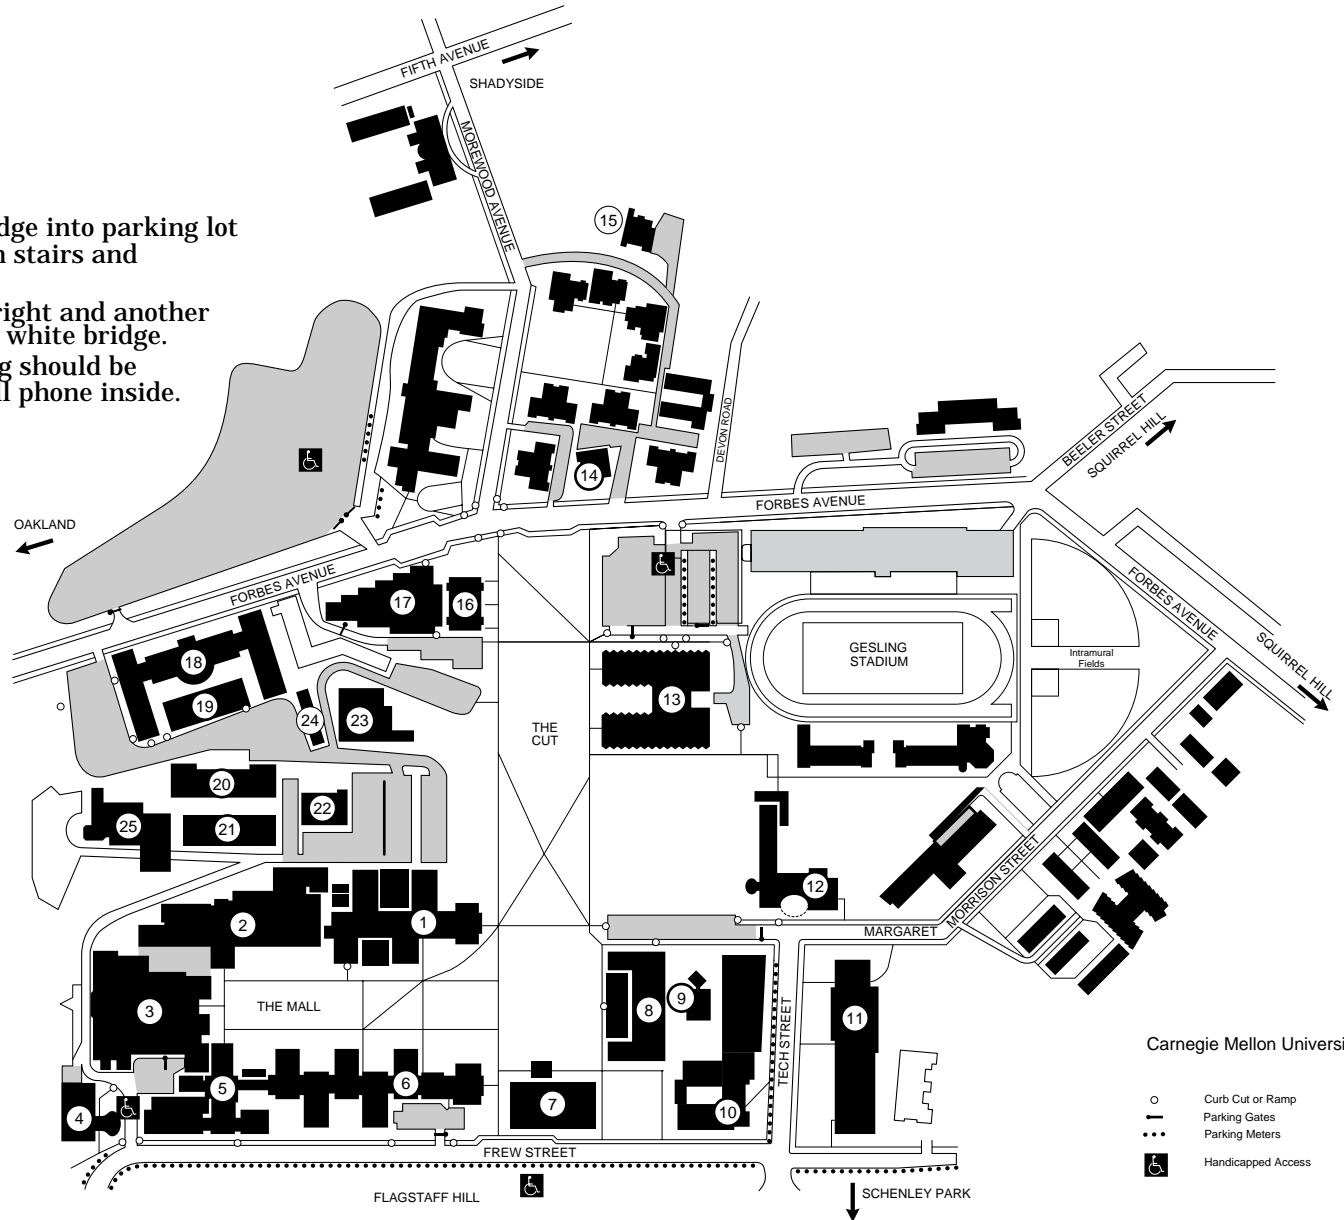 FIFTH AVENUE
SHADYSIDE
MOREWOOD AVENUE
dge into parking lot
n stairs and
right and another
white bridge.
g should be
ll phone inside.
15
14
DEVON ROAD
BEELER STREET
SQUIRREL HILL
FORBES AVENUE
OAKLAND
FORBES AVENUE
FORBES AVENUE
SQUIRREL HILL
17
16
18
19
24
23
THE
CUT
13
GESLING
STADIUM
Intramural
Fields
20
21
22
25
12
MORRISON STREET
MARGARET
1
2
3
THE MALL
8
9
11
TECH STREET
4
5
6
7
10
FREW STREET
FLAGSTAFF HILL
SCHENLEY PARK
Carnegie Mellon Universi
Curb Cut or Ramp
Parking Gates
Parking Meters
Handicapped Access